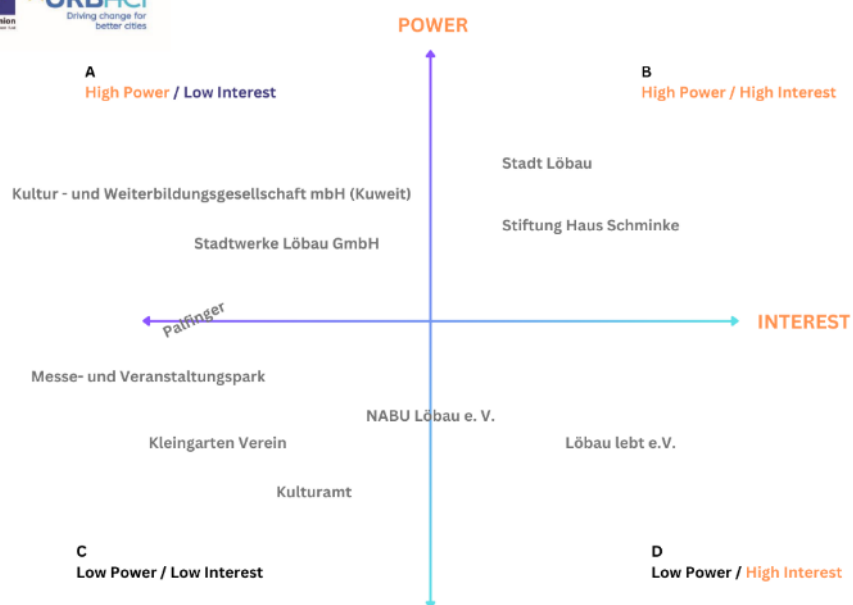 Driving change for
better cities
POWER
A
High Power / Low Interest
B
High Power / High Interest
Stadt Löbau
Kultur - und Weiterbildungsgesellschaft mbH (Kuweit)
Stiftung Haus Schminke
Stadtwerke Löbau GmbH
Palfinger
INTEREST
Messe- und Veranstaltungspark
NABU Löbau e. V.
Kleingarten Verein
Löbau lebt e.V.
Kulturamt
C
Low Power / Low Interest
D
Low Power / High Interest